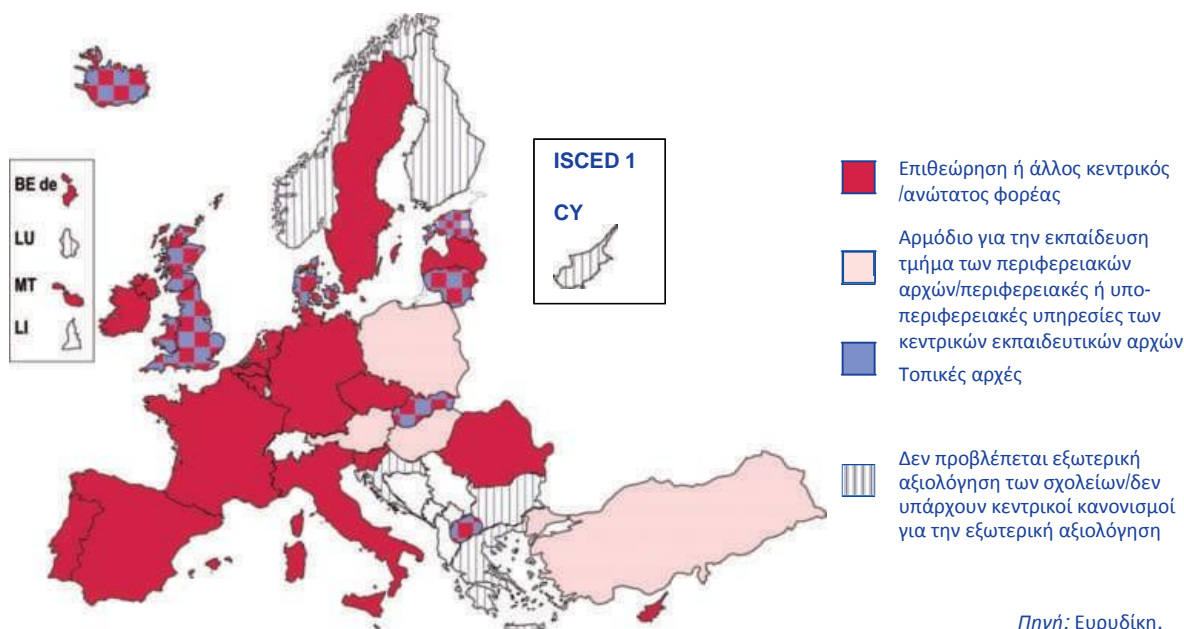 BE de
LU
MT
LI
ISCED 1
CY
Επιθεώρηση ή άλλος κεντρικός
/ανώτατος φορέας
Αρμόδιο για την εκπαίδευση
τμήμα των περιφερειακών
αρχών/περιφερειακές ή υπο-
περιφερειακές υπηρεσίες των
κεντρικών εκπαιδευτικών αρχών
Τοπικές αρχές
Δεν προβλέπεται εξωτερική
αξιολόγηση των σχολείων/δεν
υπάρχουν κεντρικοί κανονισμοί
για την εξωτερική αξιολόγηση
Πηγή: Ευρυδίκη.